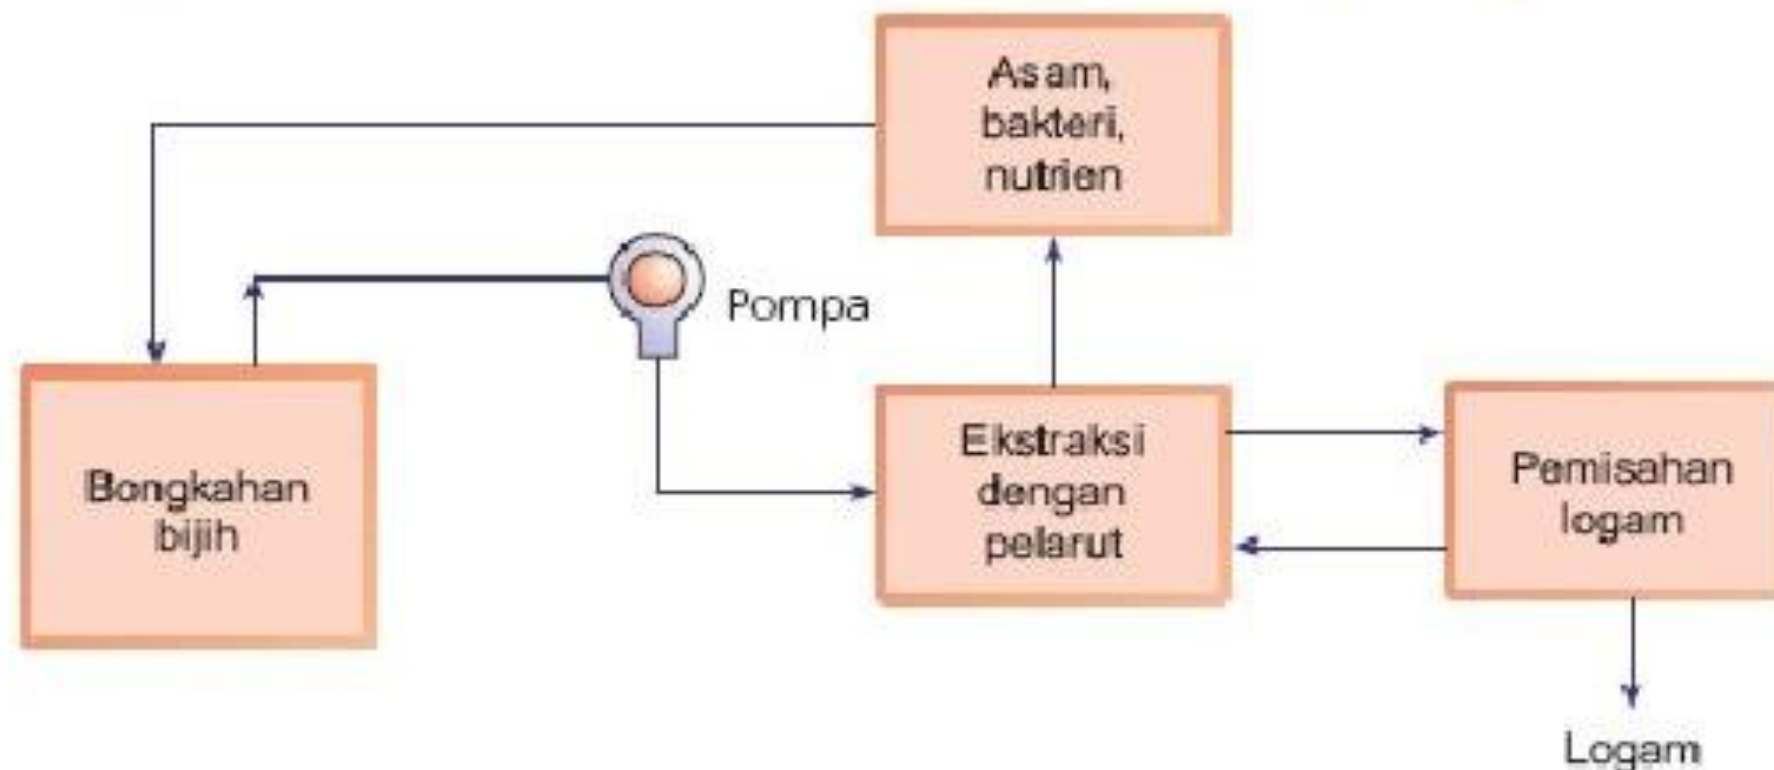 Asam,
bakteri,
nutrien
Pompa
Bongkahan
bijih
Ekstraksi
dengan
pelarut
Pemisahan
logam
Logam